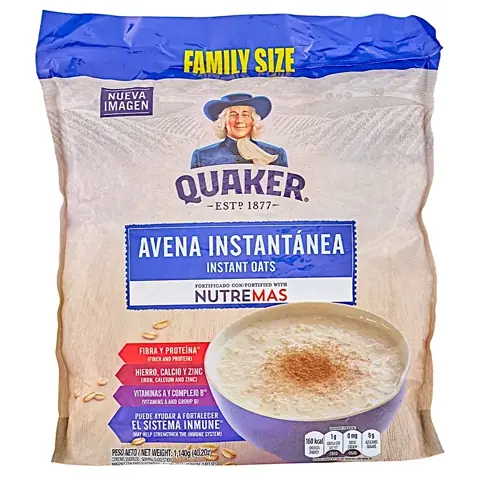 FAMILY SIZE
NUEVA
IMAGEN
QUAKER®
ESTD 1877
AVENA INSTANTÁNEA
INSTANT OATS
FORTIFICADO CON/FORTIFIED WITH
NUTREMAS
FIBRA Y PROTEÍNA*
(FIBER AND PROTEIN)
HIERRO, CALCIO Y ZINC
(IRON, CALCIUM AND ZINC)
VITAMINAS A Y COMPLEJO B*
(VITAMINS A AND GROUP B)
PUEDE AYUDAR A FORTALECER
EL SISTEMA INMUNE*
(MAY HELP STRENGTHEN THE IMMUNE SYSTEM)
PESO NETO / NET WEIGHT: 1,140g (40.20z)
160 kcal
1g
0 mg
0g